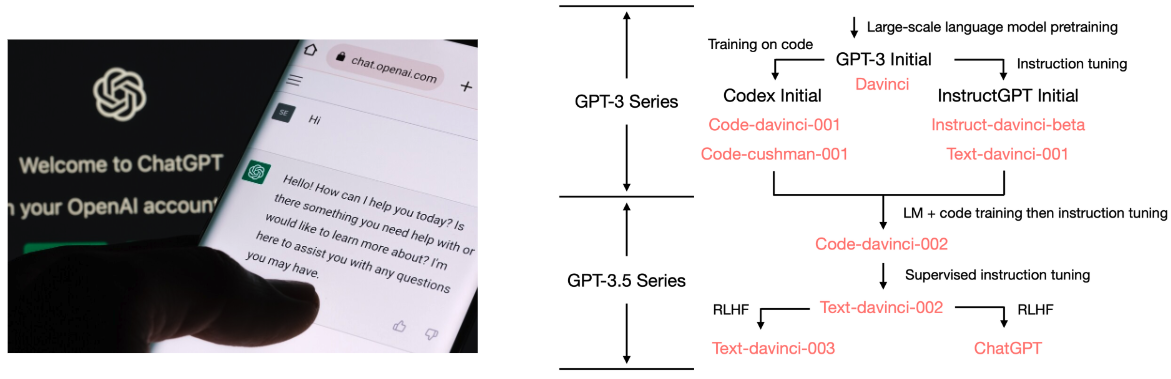 Welcome to ChatGPT
your OpenAI account
chat.openai.com
SE
Hi
Hello! How can I help you today? Is
there something you need help with or
would like to learn more about? I'm
here to assist you with any questions
you may have.
Large-scale language model pretraining
Training on code
GPT-3 Initial
Instruction tuning
Davinci
GPT-3 Series
Codex Initial
InstructGPT Initial
Code-davinci-001
Instruct-davinci-beta
Code-cushman-001
Text-davinci-001
LM + code training then instruction tuning
Code-davinci-002
GPT-3.5 Series
Supervised instruction tuning
RLHF
Text-davinci-002
RLHF
Text-davinci-003
ChatGPT